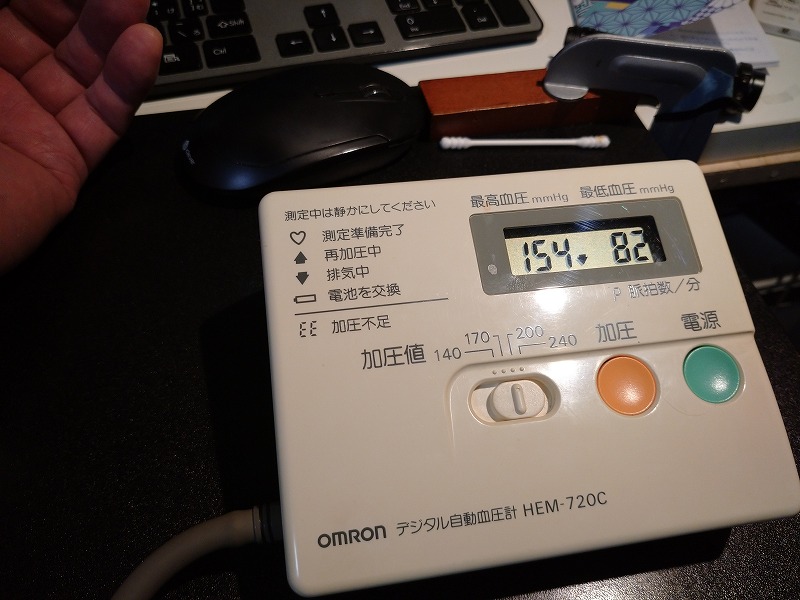 Shift
Ctrl
Ctrl
測定中は静かにしてください
測定準備完了
再加圧中
排気中
電池を交換
EE 加圧不足
最高血圧 mmHg 最低血圧 mmHg
154 82
P 脈拍数/分
加圧値 140 170 200 240
加圧
電源
OMRON デジタル自動血圧計 HEM-720C